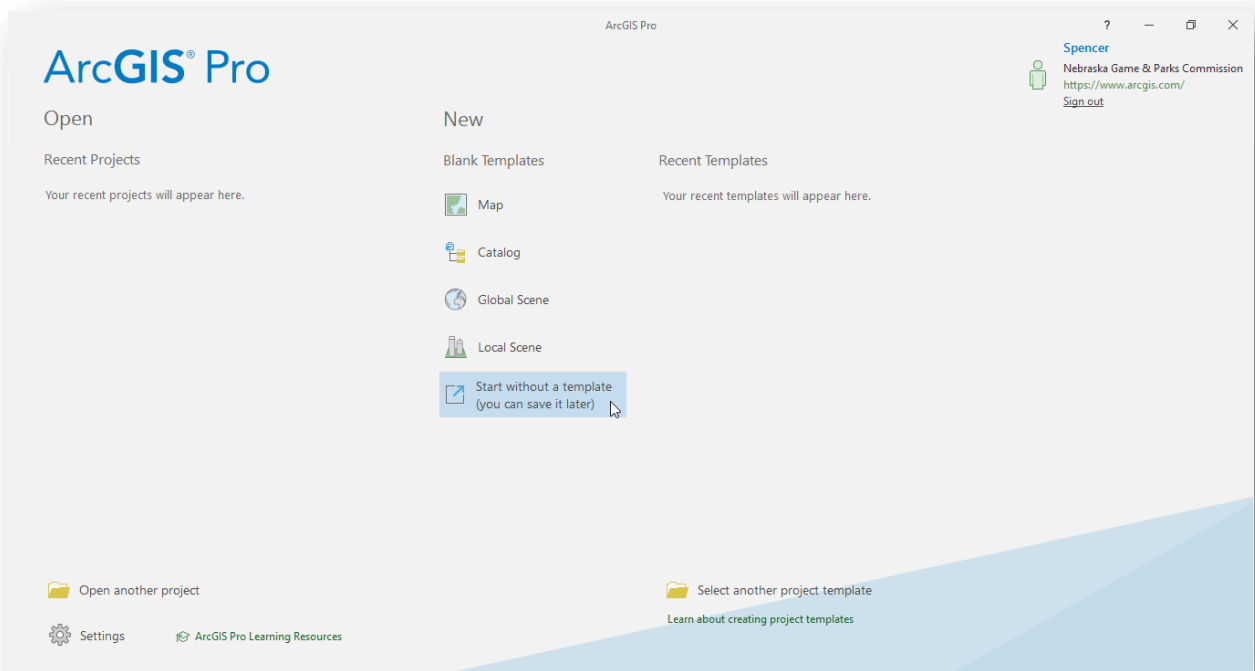 ArcGIS Pro
?
Spencer
Nebraska Game & Parks Commission
https://www.arcgis.com/
Sign out
ArcGIS® Pro
Open
Recent Projects
Your recent projects will appear here.
New
Blank Templates
Map
Catalog
Global Scene
Local Scene
Start without a template
(you can save it later)
Recent Templates
Your recent templates will appear here.
Open another project
Settings
ArcGIS Pro Learning Resources
Select another project template
Learn about creating project templates